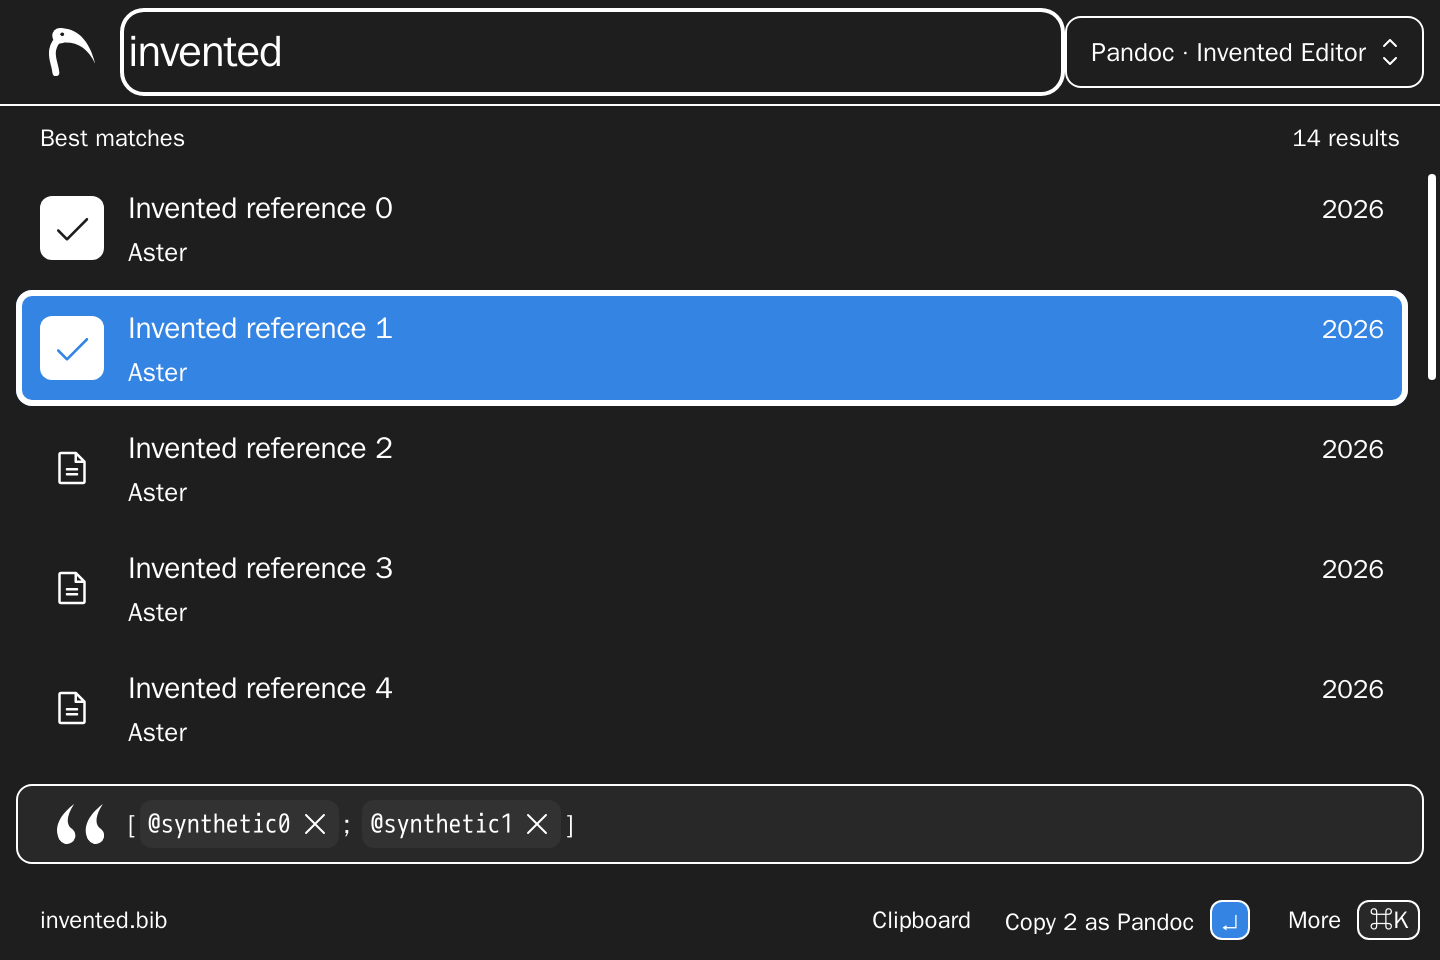 invented
Pandoc · Invented Editor
Best matches
14 results
Invented reference 0
2026
Aster
Invented reference 1
2026
Aster
Invented reference 2
2026
Aster
Invented reference 3
2026
Aster
Invented reference 4
2026
Aster
[ @synthetic0 ; @synthetic1 ]
invented.bib
Clipboard
Copy 2 as Pandoc
More
⌘K